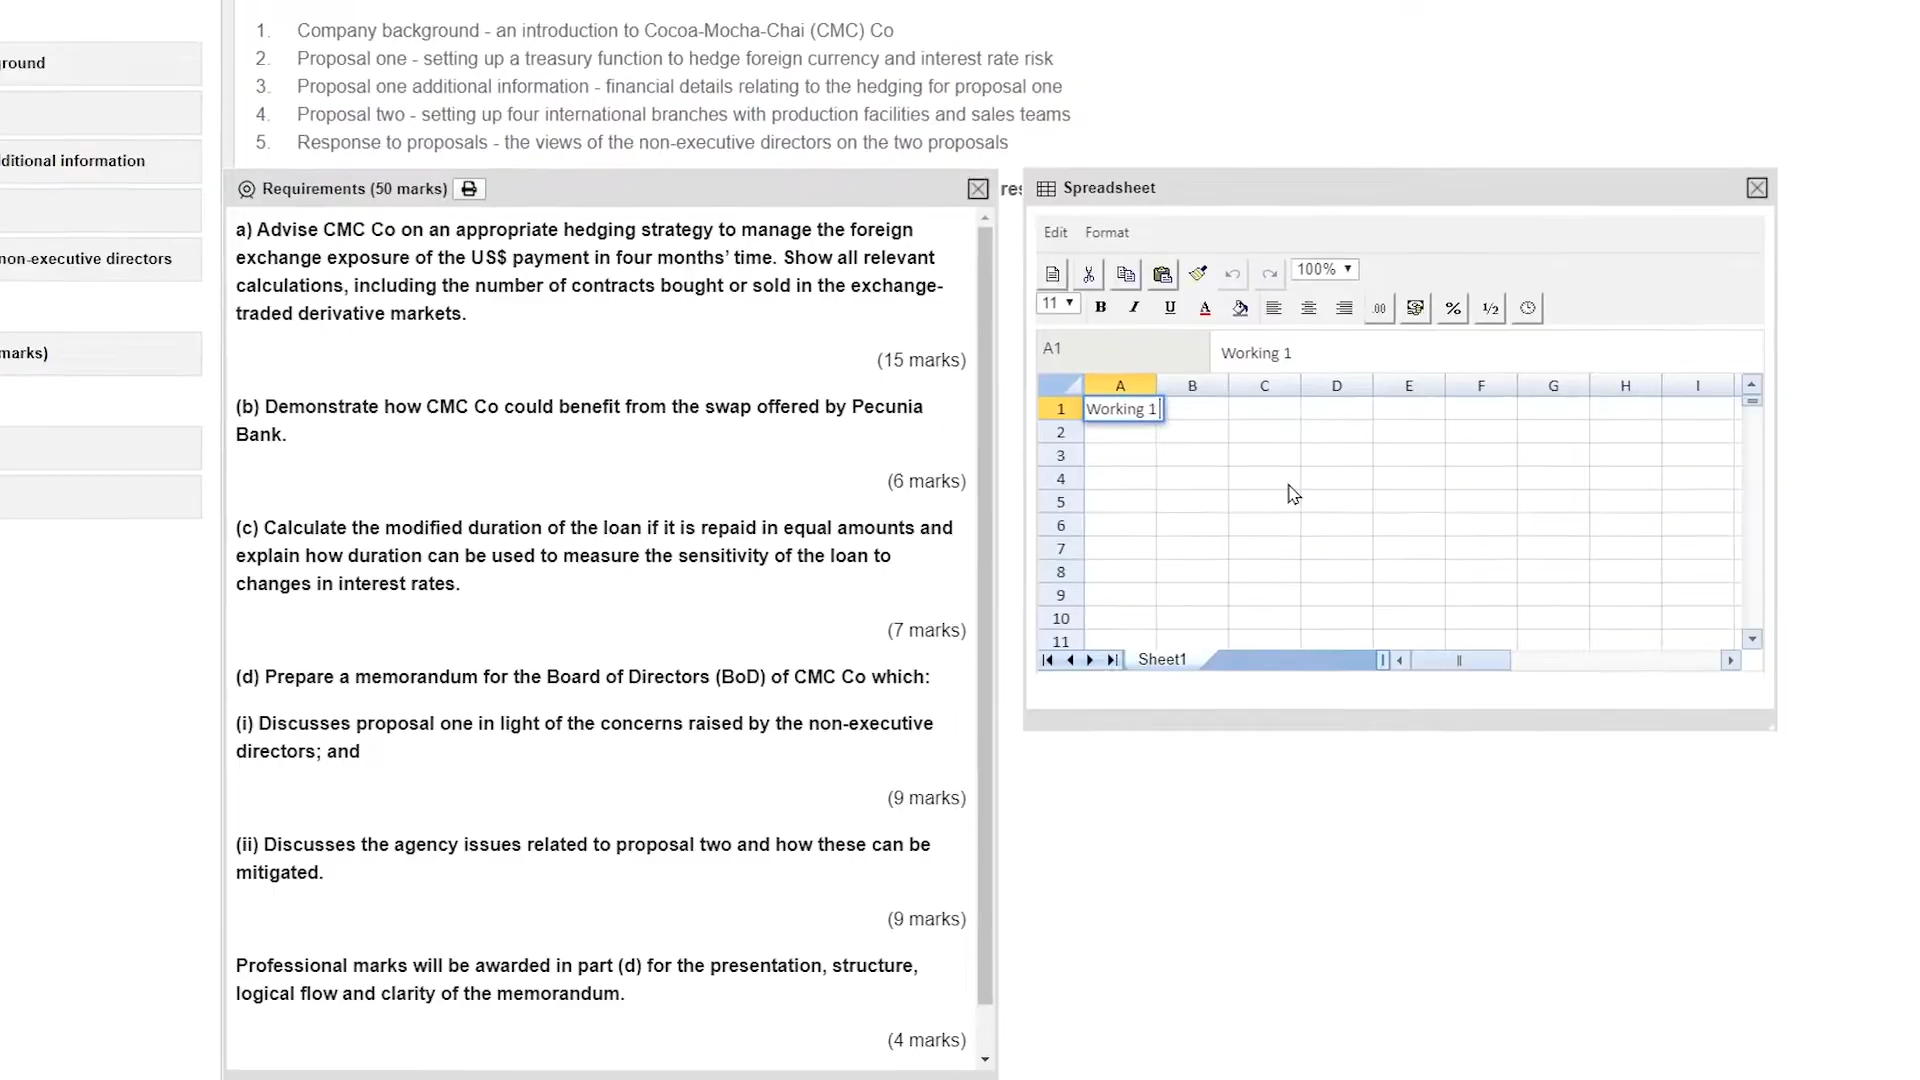 1. Company background - an introduction to Cocoa-Mocha-Chai (CMC) Co
2. Proposal one - setting up a treasury function to hedge foreign currency and interest rate risk
3. Proposal one additional information - financial details relating to the hedging for proposal one
4. Proposal two - setting up four international branches with production facilities and sales teams
5. Response to proposals - the views of the non-executive directors on the two proposals
round
ditional information
non-executive directors
marks)
Requirements (50 marks)
a) Advise CMC Co on an appropriate hedging strategy to manage the foreign
exchange exposure of the US$ payment in four months' time. Show all relevant
calculations, including the number of contracts bought or sold in the exchange-
traded derivative markets.
(15 marks)
(b) Demonstrate how CMC Co could benefit from the swap offered by Pecunia
Bank.
(6 marks)
(c) Calculate the modified duration of the loan if it is repaid in equal amounts and
explain how duration can be used to measure the sensitivity of the loan to
changes in interest rates.
(7 marks)
(d) Prepare a memorandum for the Board of Directors (BoD) of CMC Co which:
(i) Discusses proposal one in light of the concerns raised by the non-executive
directors; and
(9 marks)
(ii) Discusses the agency issues related to proposal two and how these can be
mitigated.
(9 marks)
Professional marks will be awarded in part (d) for the presentation, structure,
logical flow and clarity of the memorandum.
(4 marks)
res
Spreadsheet
Edit Format
100%
11 B I U A .00 % 1/2
A1 Working 1
A B C D E F G H I
1 Working 1
2
3
4
5
6
7
8
9
10
11
Sheet1